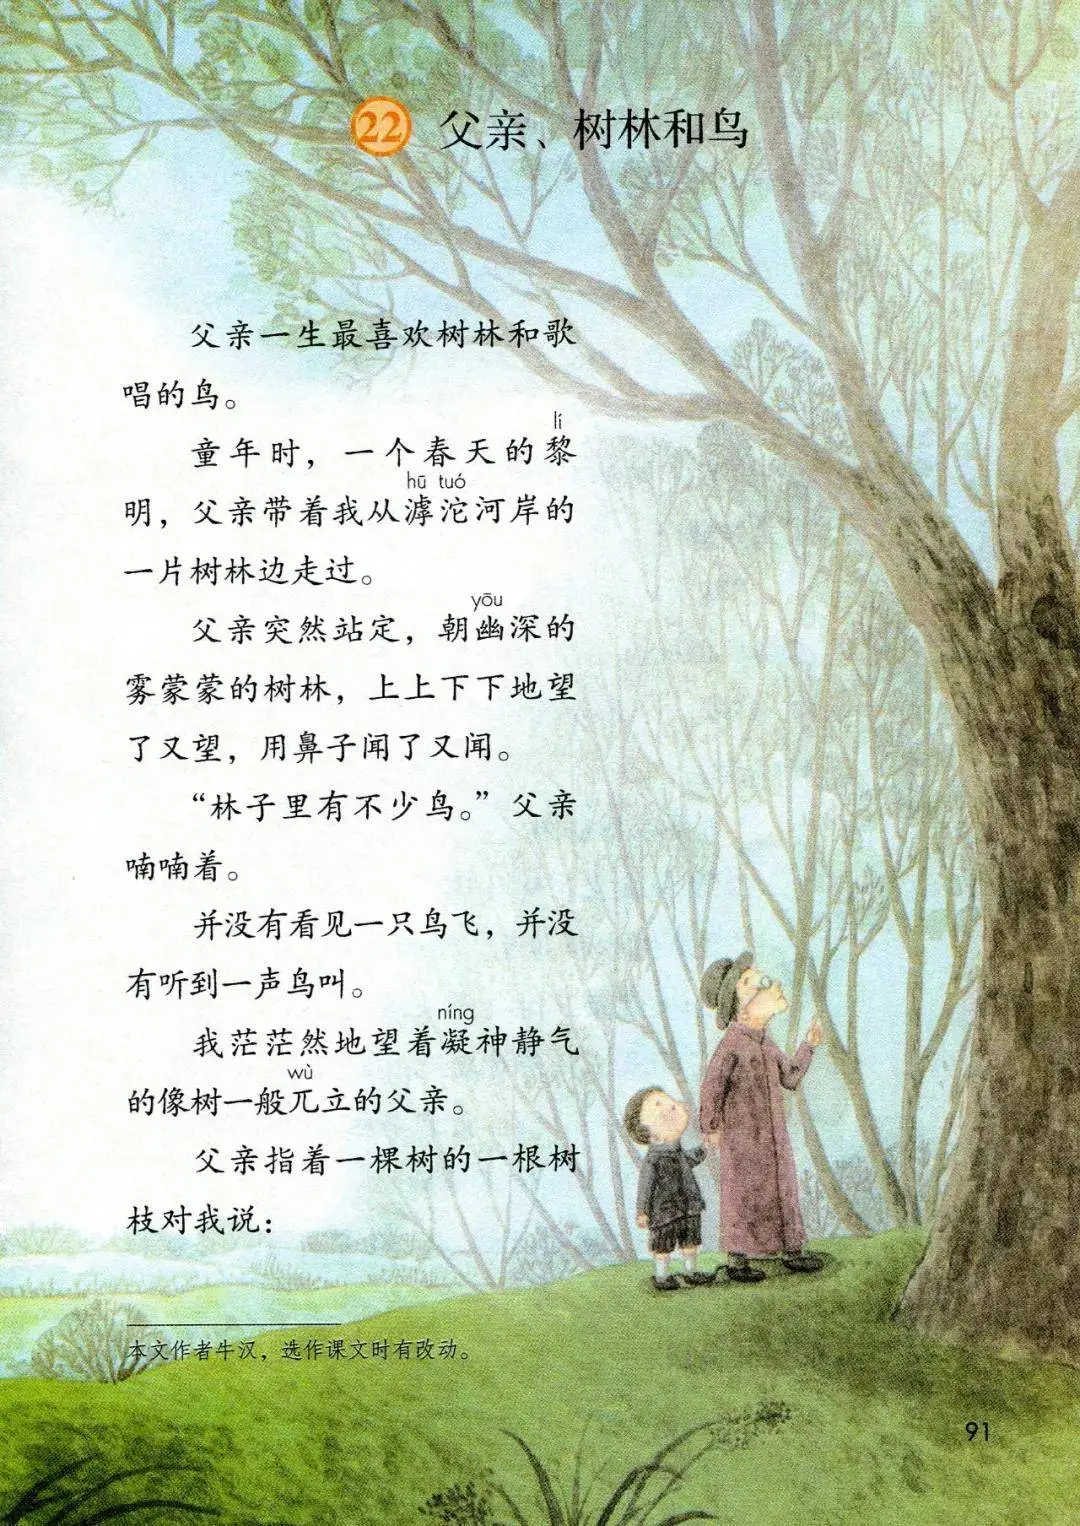 22 父亲、树林和鸟
父亲一生最喜欢树林和歌
唱的鸟。
lí
童年时，一个春天的黎
hū tuó
明，父亲带着我从滹沱河岸的
一片树林边走过。
yōu
父亲突然站定，朝幽深的
雾蒙蒙的树林，上上下下地望
了又望，用鼻子闻了又闻。
“林子里有不少鸟。”父亲
喃喃着。
并没有看见一只鸟飞，并没
有听到一声鸟叫。
níng
我茫茫然地望着凝神静气
wù
的像树一般兀立的父亲。
父亲指着一棵树的一根树
枝对我说：
本文作者牛汉，选作课文时有改动。
91